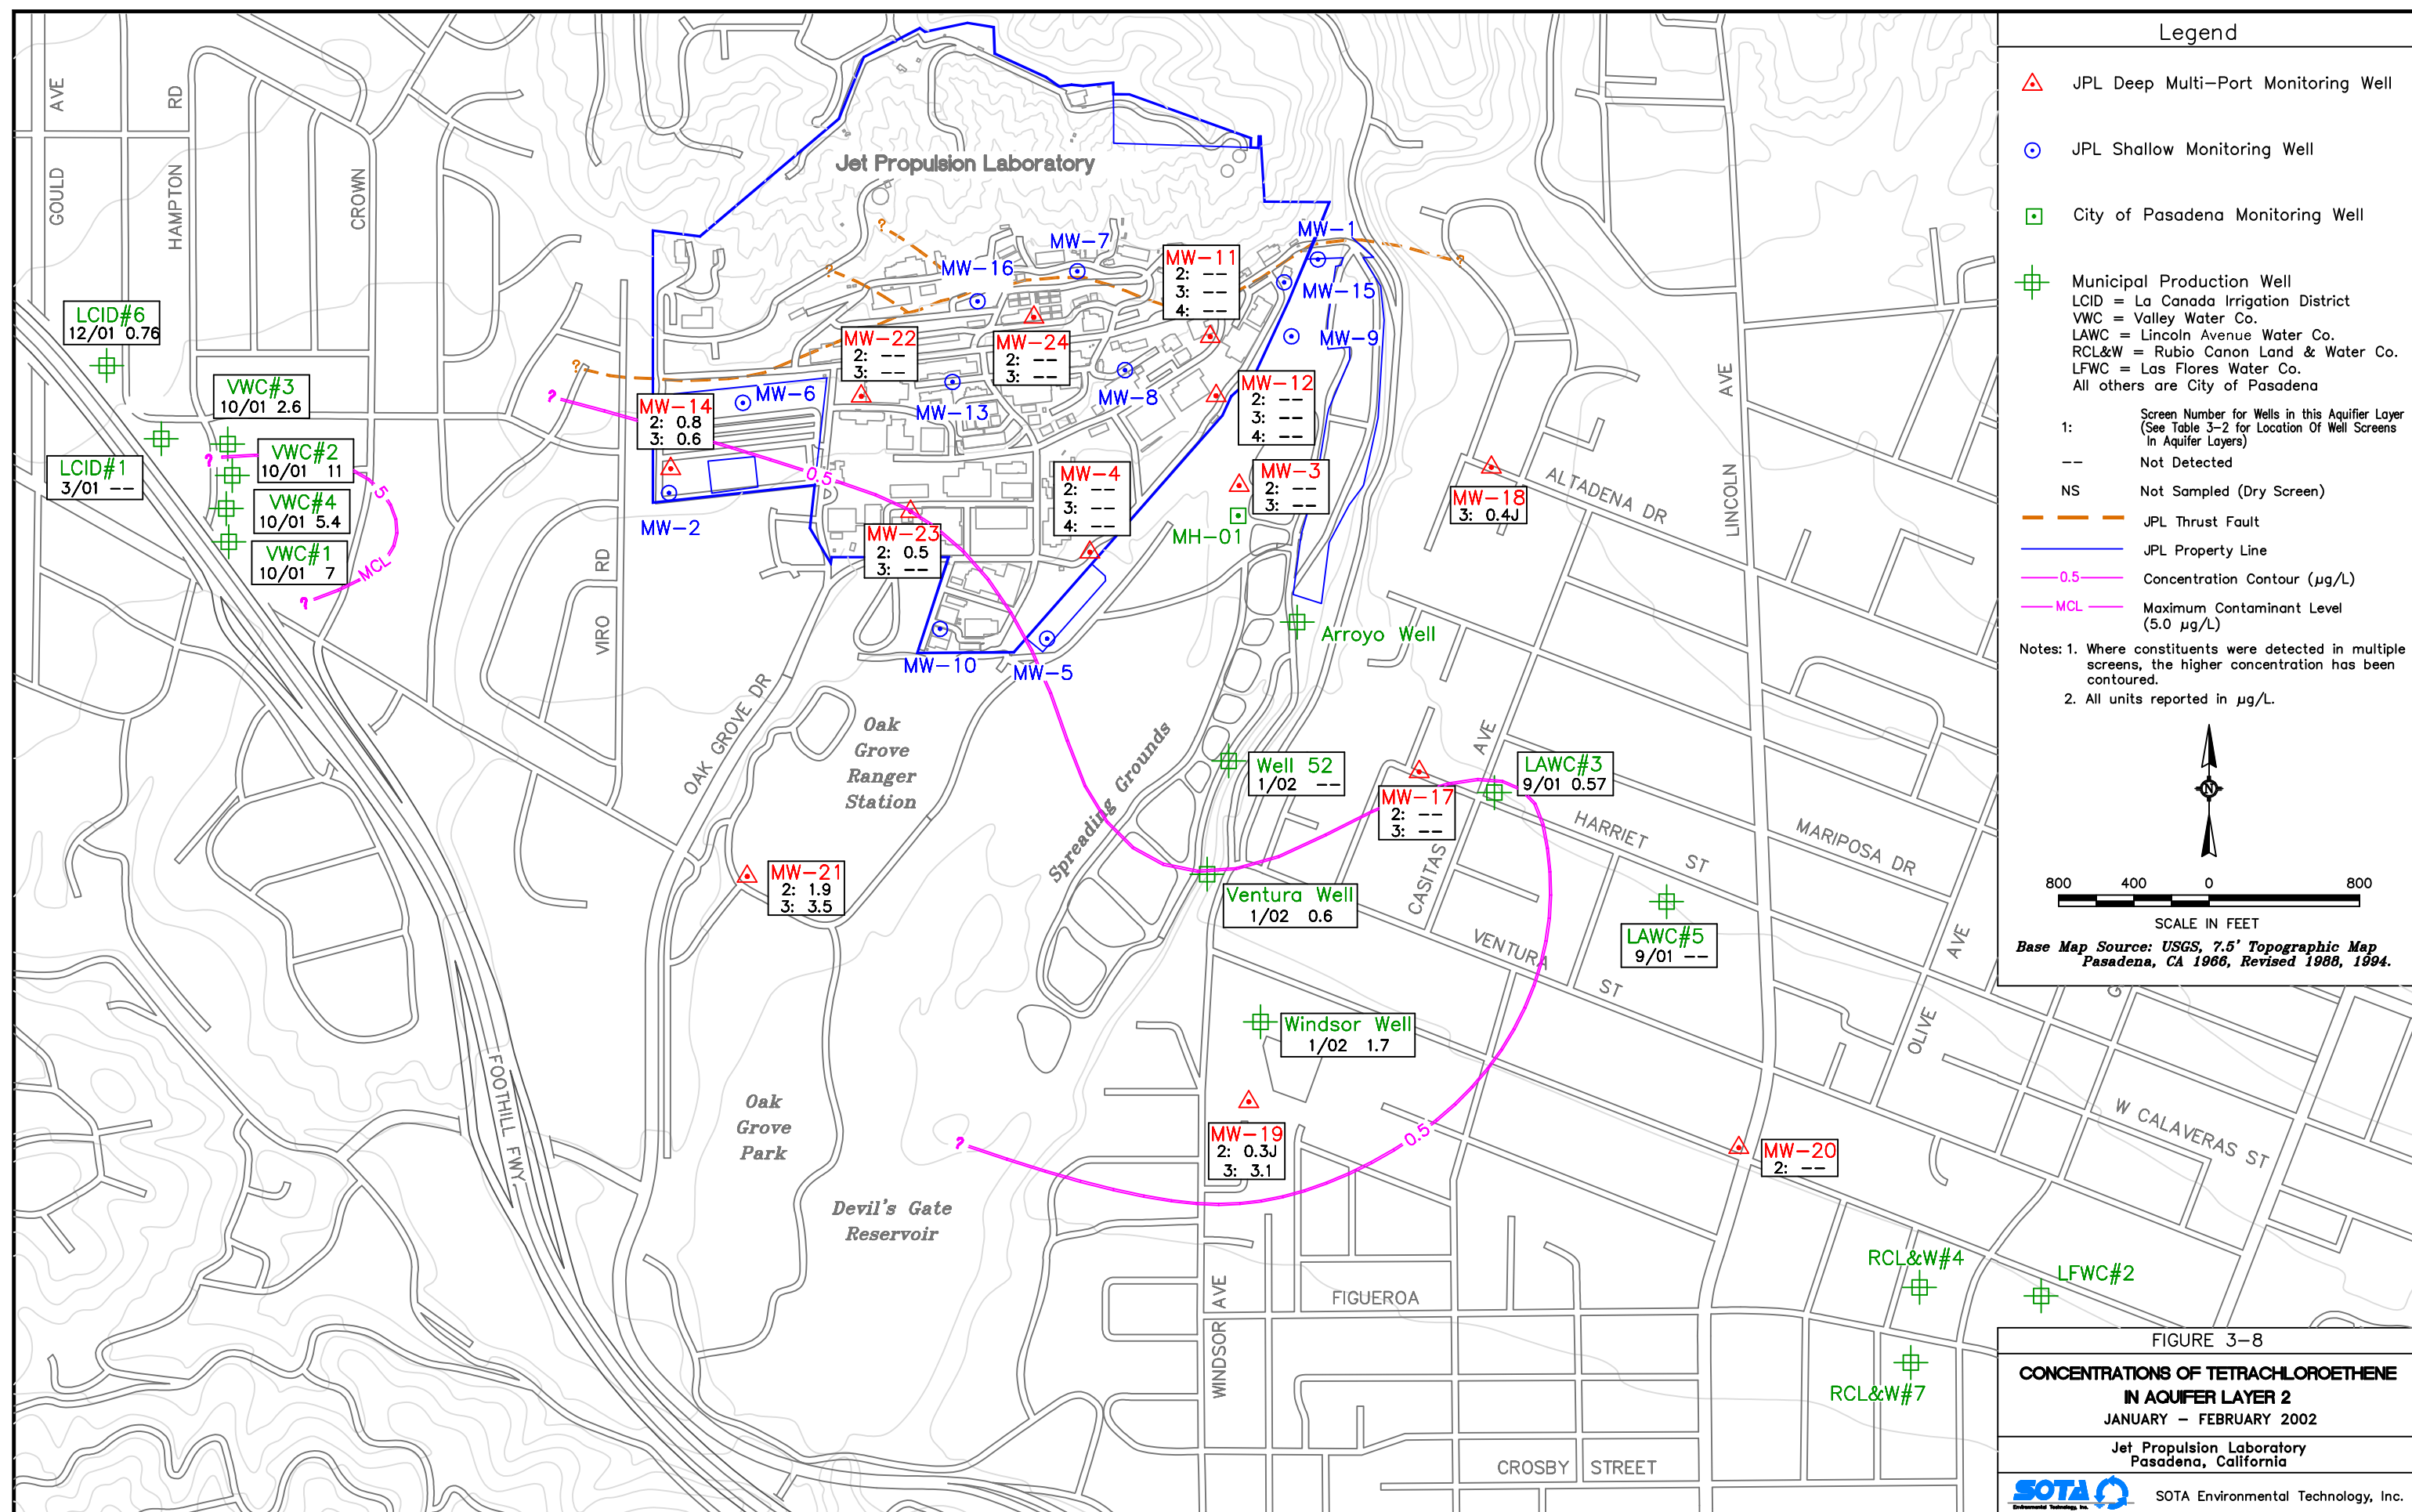 GOULD AVE
HAMPTON RD
CROWN
Jet Propulsion Laboratory
LCID#6
12/01 0.76
VWC#3
10/01 2.6
LCID#1
3/01 --
VWC#2
10/01 11
VWC#4
10/01 5.4
VWC#1
10/01 7
?
5
MCL
?
?
?
?
?
?
MW-14
2: 0.8
3: 0.6
MW-6
MW-2
MW-22
2: --
3: --
MW-16
MW-7
MW-24
2: --
3: --
MW-13
MW-8
MW-11
2: --
3: --
4: --
MW-1
MW-15
MW-9
MW-12
2: --
3: --
4: --
MW-4
2: --
3: --
4: --
MW-3
2: --
3: --
MH-01
0.5
MW-23
2: 0.5
3: --
MW-10
MW-5
MW-18
3: 0.4J
ALTADENA DR
LINCOLN AVE
VIRO RD
OAK GROVE DR
Oak
Grove
Ranger
Station
Spreading Grounds
Arroyo Well
Well 52
1/02 --
MW-17
2: --
3: --
LAWC#3
9/01 0.57
CASITAS AVE
HARRIET ST
MARIPOSA DR
MW-21
2: 1.9
3: 3.5
Ventura Well
1/02 0.6
VENTURA ST
LAWC#5
9/01 --
OLIVE AVE
G
Windsor Well
1/02 1.7
FOOTHILL FWY
Oak
Grove
Park
?
MW-19
2: 0.3J
3: 3.1
0.5
MW-20
2: --
W CALAVERAS ST
Devil's Gate
Reservoir
RCL&W#4
LFWC#2
RCL&W#7
WINDSOR AVE
FIGUEROA
CROSBY STREET
Legend
JPL Deep Multi-Port Monitoring Well
JPL Shallow Monitoring Well
City of Pasadena Monitoring Well
Municipal Production Well
LCID = La Canada Irrigation District
VWC = Valley Water Co.
LAWC = Lincoln Avenue Water Co.
RCL&W = Rubio Canon Land & Water Co.
LFWC = Las Flores Water Co.
All others are City of Pasadena
1: Screen Number for Wells in this Aquifier Layer
(See Table 3-2 for Location Of Well Screens
In Aquifer Layers)
-- Not Detected
NS Not Sampled (Dry Screen)
JPL Thrust Fault
JPL Property Line
0.5 Concentration Contour (µg/L)
MCL Maximum Contaminant Level
(5.0 µg/L)
Notes: 1. Where constituents were detected in multiple
screens, the higher concentration has been
contoured.
2. All units reported in µg/L.
N
800 400 0 800
SCALE IN FEET
Base Map Source: USGS, 7.5' Topographic Map
Pasadena, CA 1966, Revised 1988, 1994.
FIGURE 3-8
CONCENTRATIONS OF TETRACHLOROETHENE
IN AQUIFER LAYER 2
JANUARY - FEBRUARY 2002
Jet Propulsion Laboratory
Pasadena, California
SOTA
Environmental Technology, Inc.
SOTA Environmental Technology, Inc.